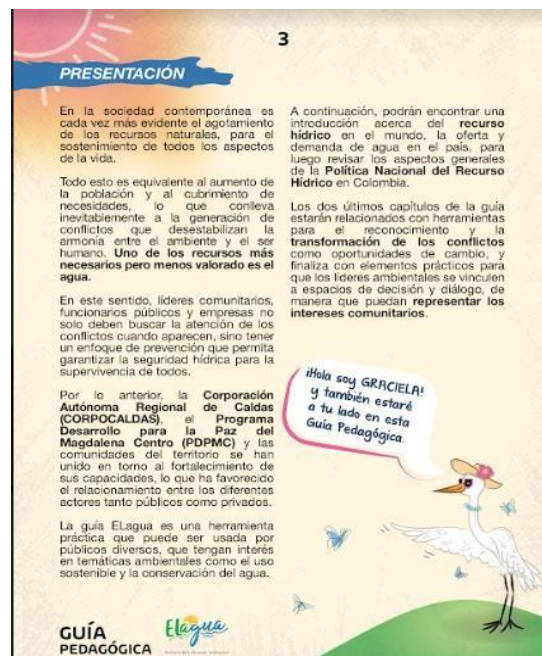 3
PRESENTACIÓN
En la sociedad contemporánea es
cada vez más evidente el agotamiento
de los recursos naturales, para el
sostenimiento de todos los aspectos
de la vida.
Todo esto es equivalente al aumento de
la población y al cubrimiento de
necesidades, lo que conlleva
inevitablemente a la generación de
conflictos que desestabilizan la
armonía entre el ambiente y el ser
humano. Uno de los recursos más
necesarios pero menos valorado es el
agua.
En este sentido, líderes comunitarios,
funcionarios públicos y empresas no
solo deben buscar la atención de los
conflictos cuando aparecen, sino tener
un enfoque de prevención que permita
garantizar la seguridad hídrica para la
supervivencia de todos.
Por lo anterior, la Corporación
Autónoma Regional de Caldas
(CORPOCALDAS), el Programa
Desarrollo para la Paz del
Magdalena Centro (PDPMC) y las
comunidades del territorio se han
unido en torno al fortalecimiento de
sus capacidades, lo que ha favorecido
el relacionamiento entre los diferentes
actores tanto públicos como privados.
La guía ELagua es una herramienta
práctica que puede ser usada por
públicos diversos, que tengan interés
en temáticas ambientales como el uso
sostenible y la conservación del agua.
A continuación, podrán encontrar una
introducción acerca del recurso
hídrico en el mundo, la oferta y
demanda de agua en el país, para
luego revisar los aspectos generales
de la Política Nacional del Recurso
Hídrico en Colombia.
Los dos últimos capítulos de la guía
estarán relacionados con herramientas
para el reconocimiento y la
transformación de los conflictos
como oportunidades de cambio, y
finaliza con elementos prácticos para
que los líderes ambientales se vinculen
a espacios de decisión y diálogo, de
manera que puedan representar los
intereses comunitarios.
¡Hola soy GRACIELA!
y también estaré
a tu lado en esta
Guía Pedagógica.
GUÍA
PEDAGÓGICA
ELagua